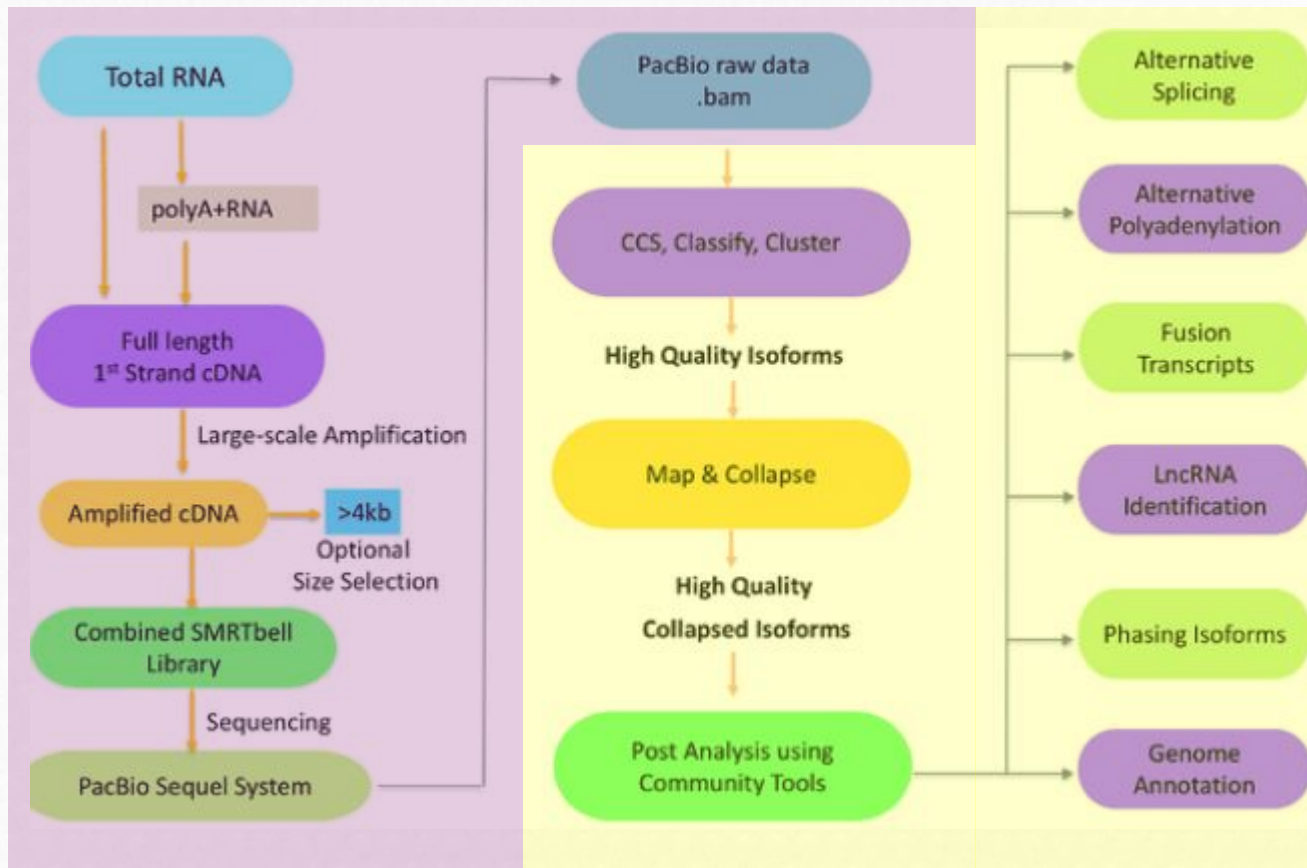 Total RNA
polyA+RNA
Full length
1st Strand cDNA
Large-scale Amplification
Amplified cDNA
>4kb
Optional
Size Selection
Combined SMRTbell
Library
Sequencing
PacBio Sequel System
PacBio raw data
.bam
CCS, Classify, Cluster
High Quality Isoforms
Map & Collapse
High Quality
Collapsed Isoforms
Post Analysis using
Community Tools
Alternative
Splicing
Alternative
Polyadenylation
Fusion
Transcripts
LncRNA
Identification
Phasing Isoforms
Genome
Annotation